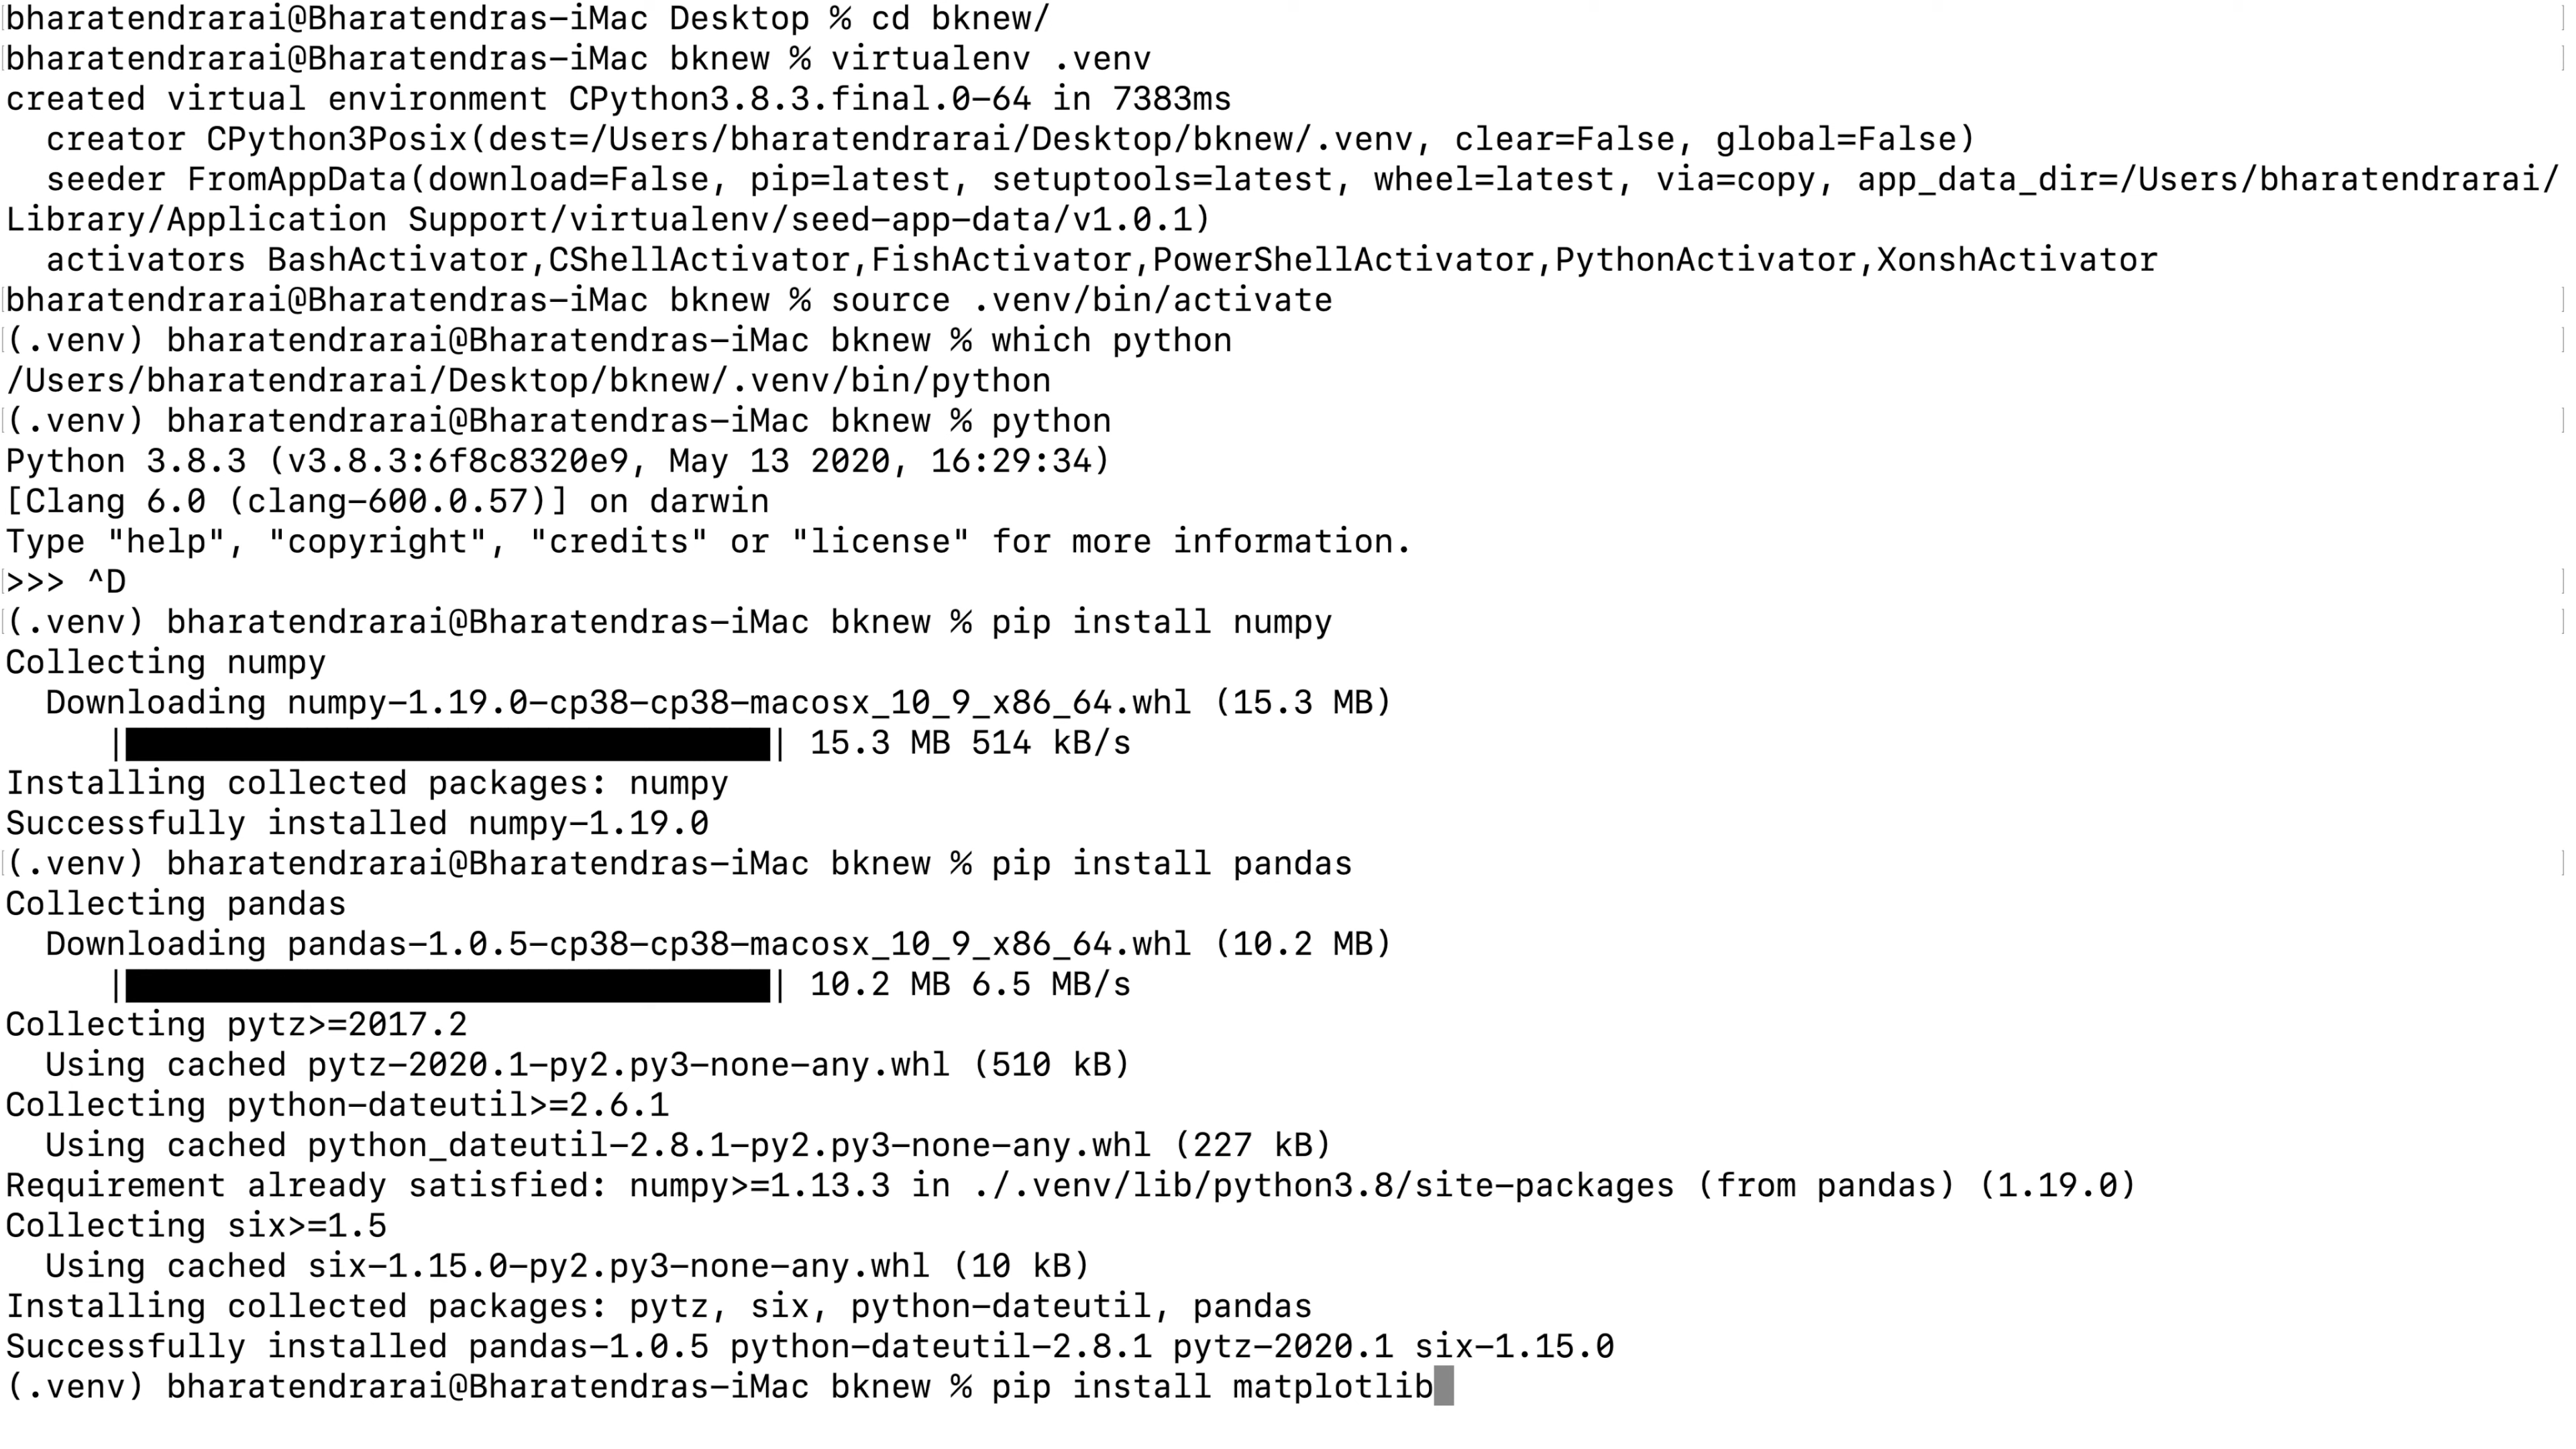 bharatendrarai@Bharatendras-iMac Desktop % cd bknew/
bharatendrarai@Bharatendras-iMac bknew % virtualenv .venv
created virtual environment CPython3.8.3.final.0-64 in 7383ms
  creator CPython3Posix(dest=/Users/bharatendrarai/Desktop/bknew/.venv, clear=False, global=False)
  seeder FromAppData(download=False, pip=latest, setuptools=latest, wheel=latest, via=copy, app_data_dir=/Users/bharatendrarai/
Library/Application Support/virtualenv/seed-app-data/v1.0.1)
  activators BashActivator,CShellActivator,FishActivator,PowerShellActivator,PythonActivator,XonshActivator
bharatendrarai@Bharatendras-iMac bknew % source .venv/bin/activate
(.venv) bharatendrarai@Bharatendras-iMac bknew % which python
/Users/bharatendrarai/Desktop/bknew/.venv/bin/python
(.venv) bharatendrarai@Bharatendras-iMac bknew % python
Python 3.8.3 (v3.8.3:6f8c8320e9, May 13 2020, 16:29:34)
[Clang 6.0 (clang-600.0.57)] on darwin
Type "help", "copyright", "credits" or "license" for more information.
>>> ^D
(.venv) bharatendrarai@Bharatendras-iMac bknew % pip install numpy
Collecting numpy
  Downloading numpy-1.19.0-cp38-cp38-macosx_10_9_x86_64.whl (15.3 MB)
     |████████████████████████████████| 15.3 MB 514 kB/s
Installing collected packages: numpy
Successfully installed numpy-1.19.0
(.venv) bharatendrarai@Bharatendras-iMac bknew % pip install pandas
Collecting pandas
  Downloading pandas-1.0.5-cp38-cp38-macosx_10_9_x86_64.whl (10.2 MB)
     |████████████████████████████████| 10.2 MB 6.5 MB/s
Collecting pytz>=2017.2
  Using cached pytz-2020.1-py2.py3-none-any.whl (510 kB)
Collecting python-dateutil>=2.6.1
  Using cached python_dateutil-2.8.1-py2.py3-none-any.whl (227 kB)
Requirement already satisfied: numpy>=1.13.3 in ./.venv/lib/python3.8/site-packages (from pandas) (1.19.0)
Collecting six>=1.5
  Using cached six-1.15.0-py2.py3-none-any.whl (10 kB)
Installing collected packages: pytz, six, python-dateutil, pandas
Successfully installed pandas-1.0.5 python-dateutil-2.8.1 pytz-2020.1 six-1.15.0
(.venv) bharatendrarai@Bharatendras-iMac bknew % pip install matplotlib